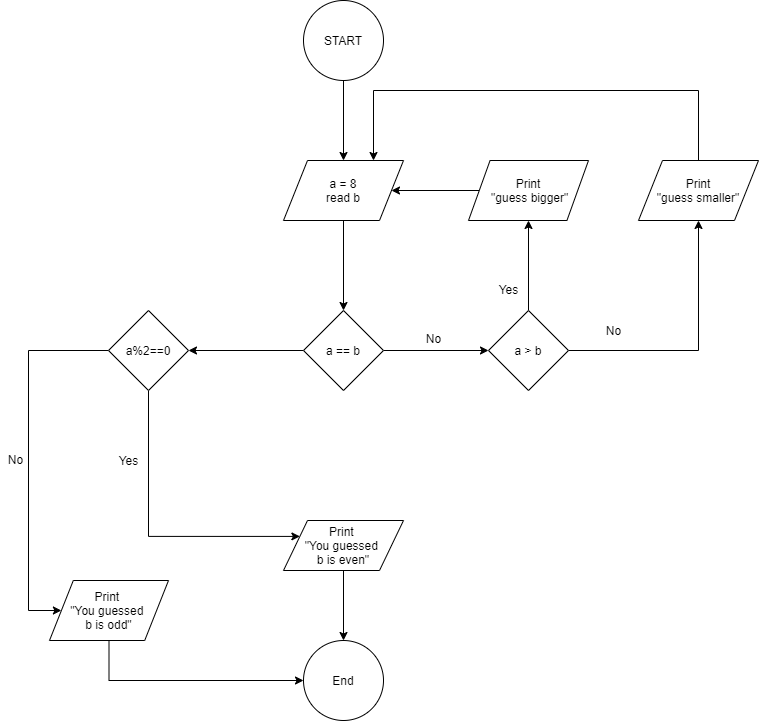 START
a = 8
read b
Print
"guess bigger"
Print
"guess smaller"
Yes
No
No
a%2==0
a == b
a > b
No
Yes
Print
"You guessed
b is even"
Print
"You guessed
b is odd"
End